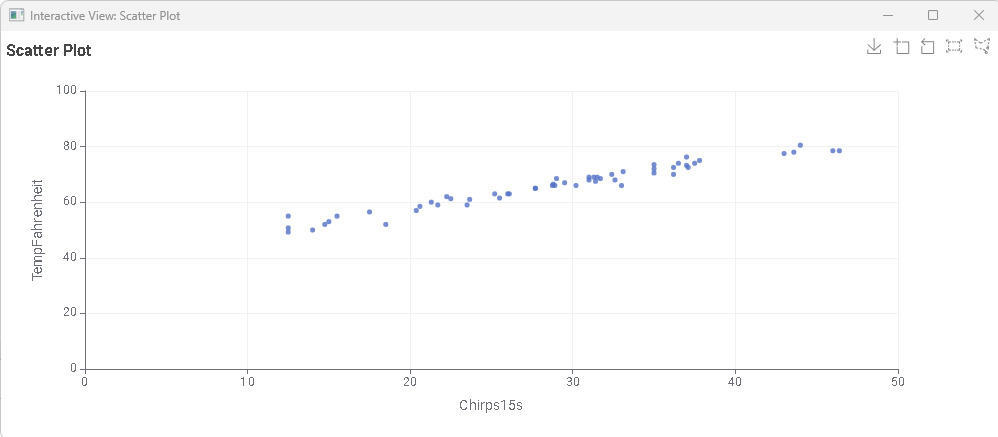 Interactive View: Scatter Plot
Scatter Plot
100
80
60
40
20
0
TempFahrenheit
0 10 20 30 40 50
Chirps15s